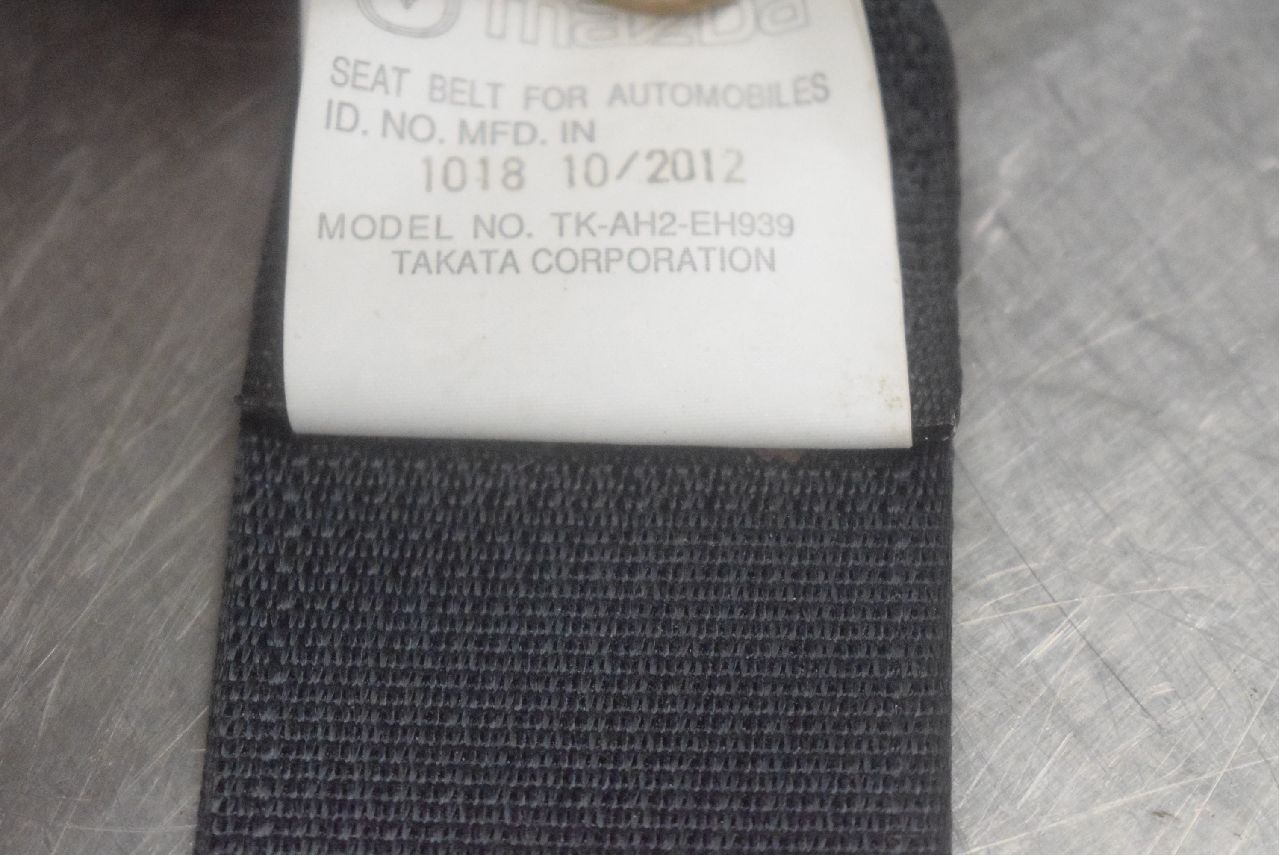 mazda
SEAT BELT FOR AUTOMOBILES
ID. NO. MFD. IN
1018 10/2012
MODEL NO. TK-AH2-EH939
TAKATA CORPORATION